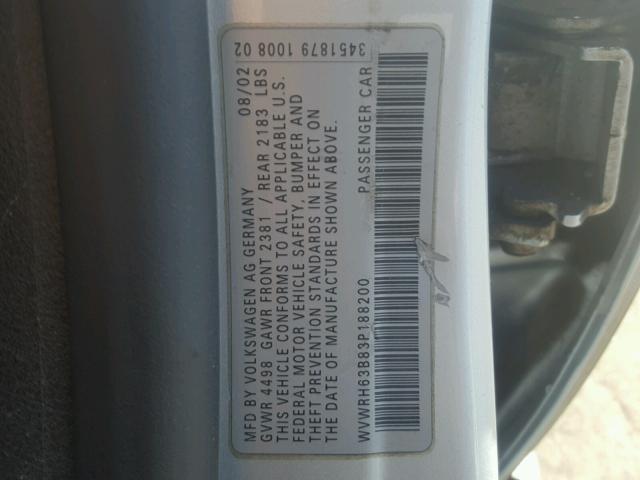 3451879 1008 02
MFD BY VOLKSWAGEN AG GERMANY 08/02
GVWR 4498 GAWR FRONT 2381 / REAR 2183 LBS
THIS VEHICLE CONFORMS TO ALL APPLICABLE U.S.
FEDERAL MOTOR VEHICLE SAFETY, BUMPER AND
THEFT PREVENTION STANDARDS IN EFFECT ON
THE DATE OF MANUFACTURE SHOWN ABOVE.
WVWRH63B83P188200 PASSENGER CAR